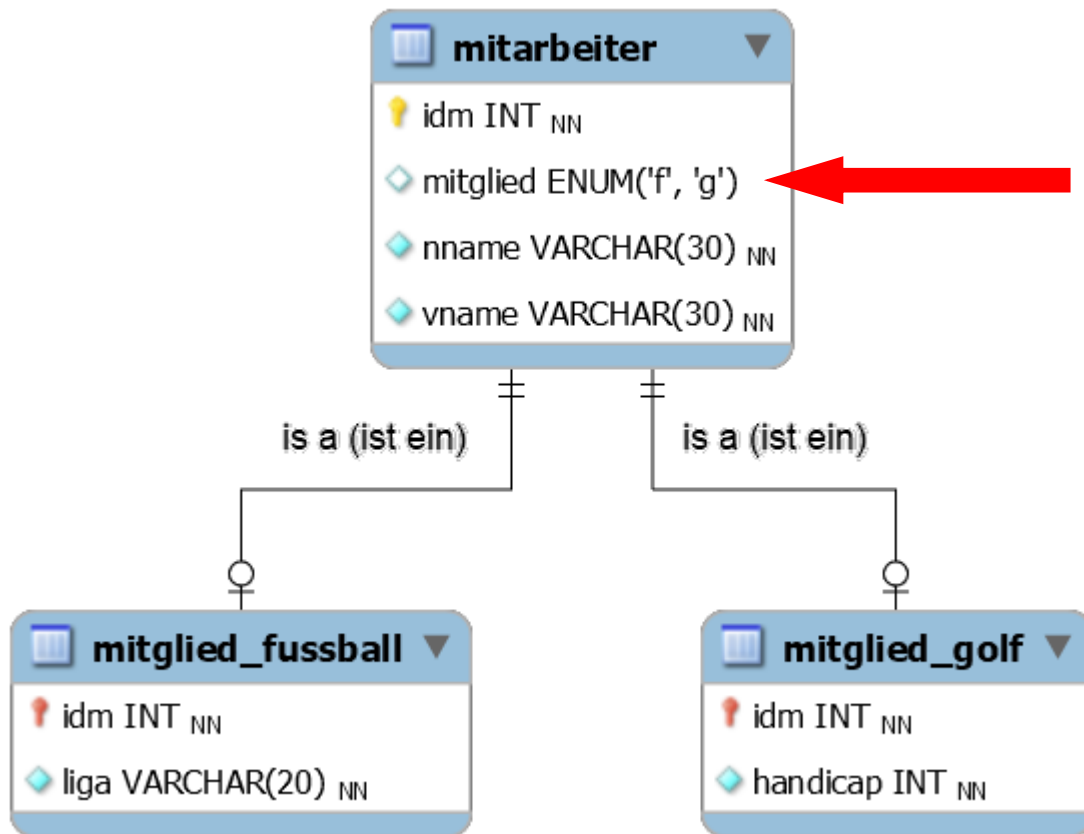 mitarbeiter
idm INT NN
mitglied ENUM('f', 'g')
nname VARCHAR(30) NN
vname VARCHAR(30) NN
is a (ist ein)
is a (ist ein)
mitglied_fussball
idm INT NN
liga VARCHAR(20) NN
mitglied_golf
idm INT NN
handicap INT NN